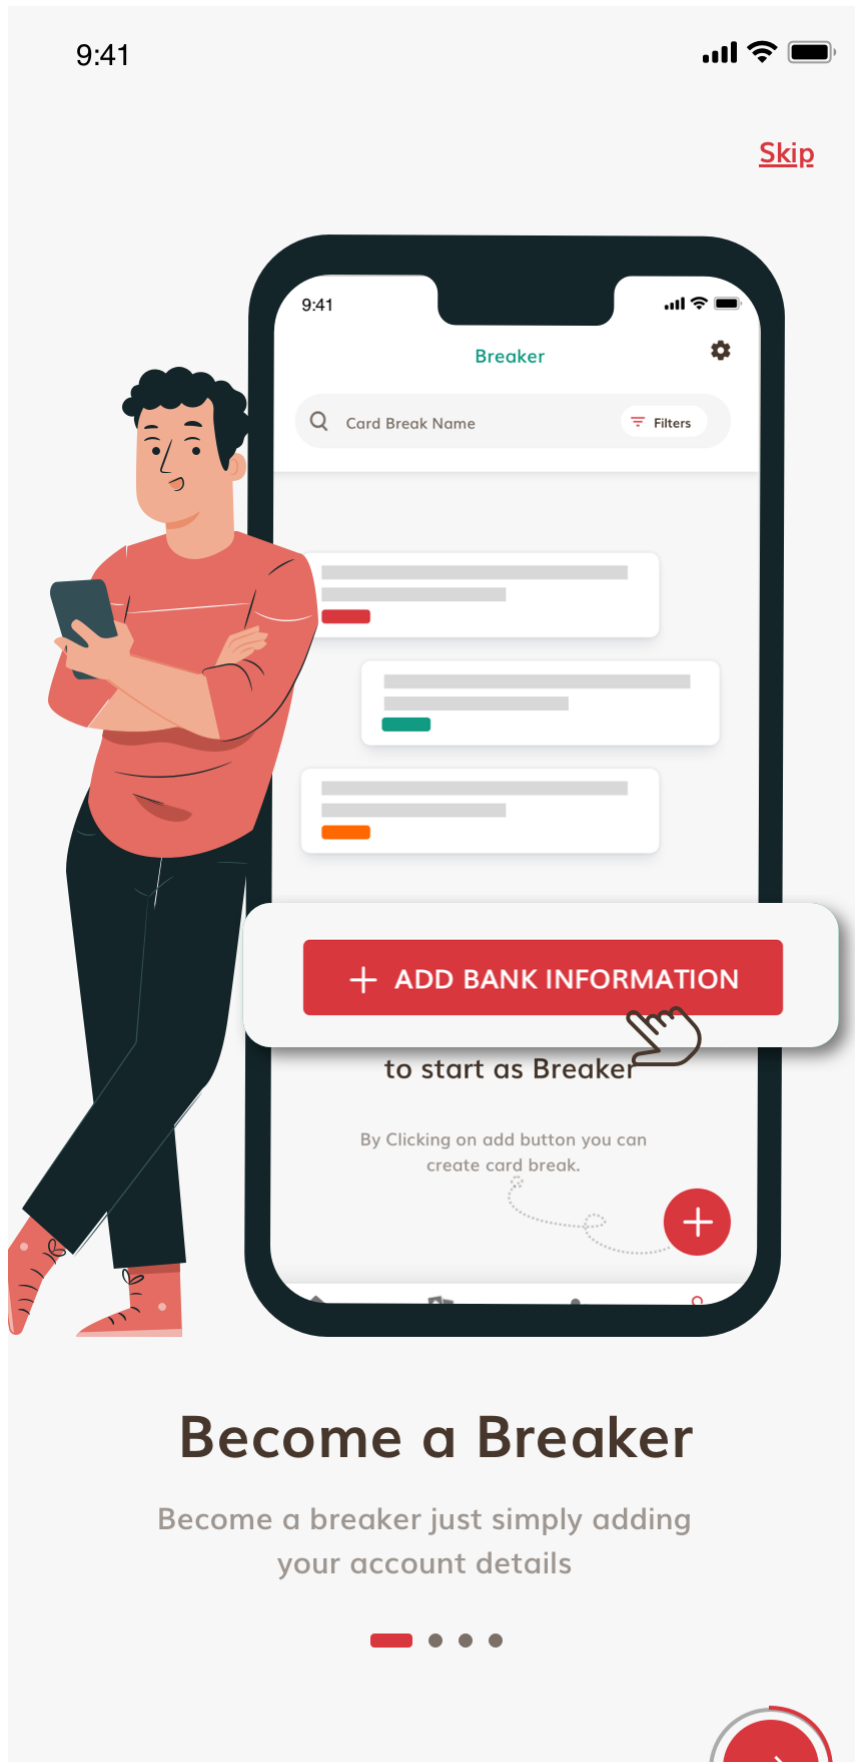 9:41
Skip
9:41
Breaker
Card Break Name
Filters
+ ADD BANK INFORMATION
to start as Breaker
By Clicking on add button you can
create card break.
Become a Breaker
Become a breaker just simply adding
your account details